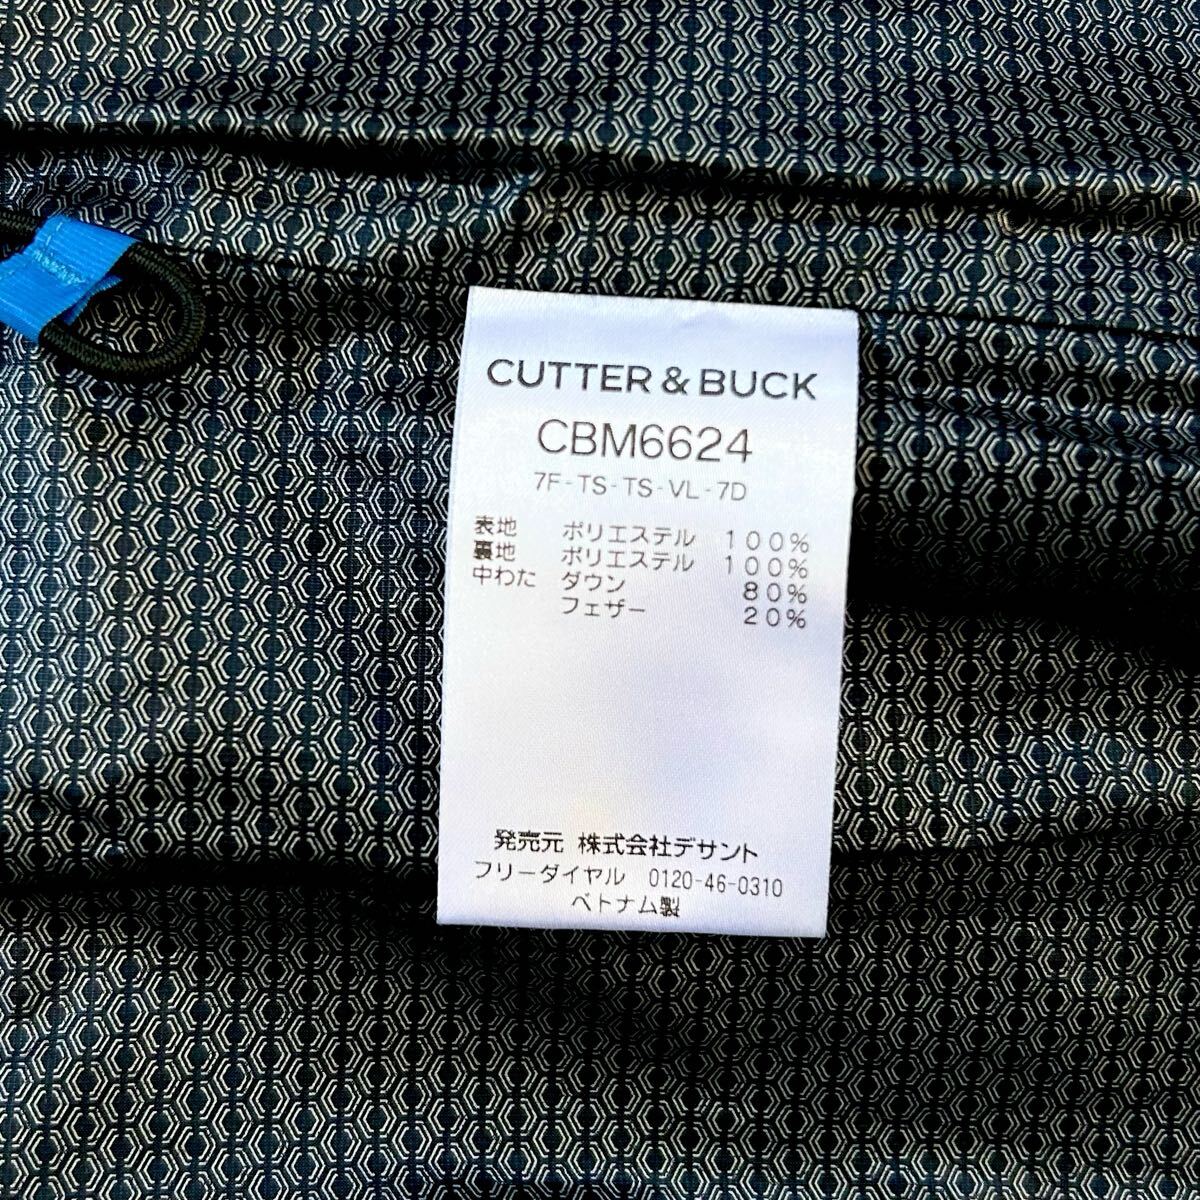 CUTTER & BUCK
CBM6624
7F-TS-TS-VL-7D
表地 ポリエステル 100%
裏地 ポリエステル 100%
中わた ダウン 80%
フェザー 20%
発売元 株式会社デサント
フリーダイヤル 0120-46-0310
ベトナム製